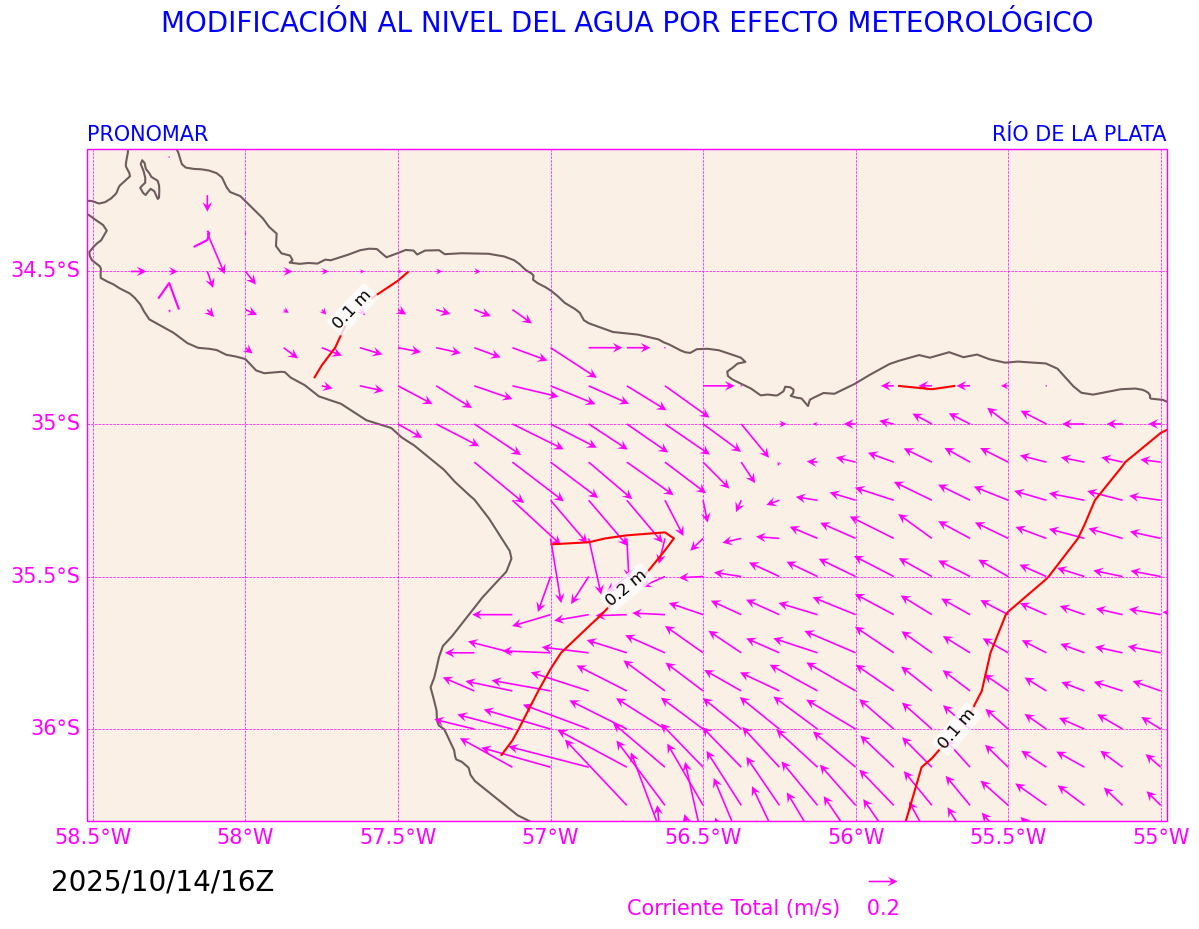 MODIFICACIÓN AL NIVEL DEL AGUA POR EFECTO METEOROLÓGICO
PRONOMAR
RÍO DE LA PLATA
34.5°S
0.1 m
35°S
35.5°S
0.2 m
36°S
0.1 m
58.5°W 58°W 57.5°W 57°W 56.5°W 56°W 55.5°W 55°W
2025/10/14/16Z
Corriente Total (m/s) 0.2